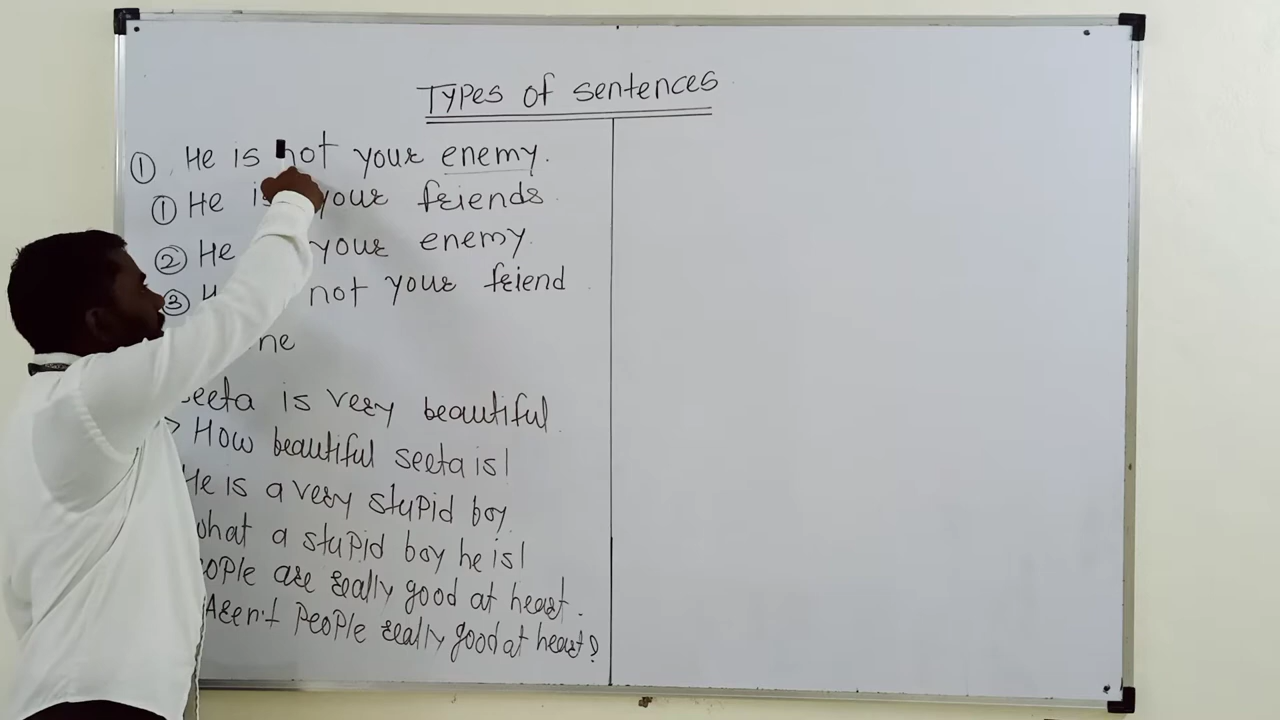 Types of sentences
① He is not your enemy.
① He is your friends
② He your enemy.
③ not your friend
ne
Seeta is very beautiful.
> How beautiful seeta is!
He is a very stupid boy.
what a stupid boy he is!
People are really good at heart.
Aren't People really good at heart?